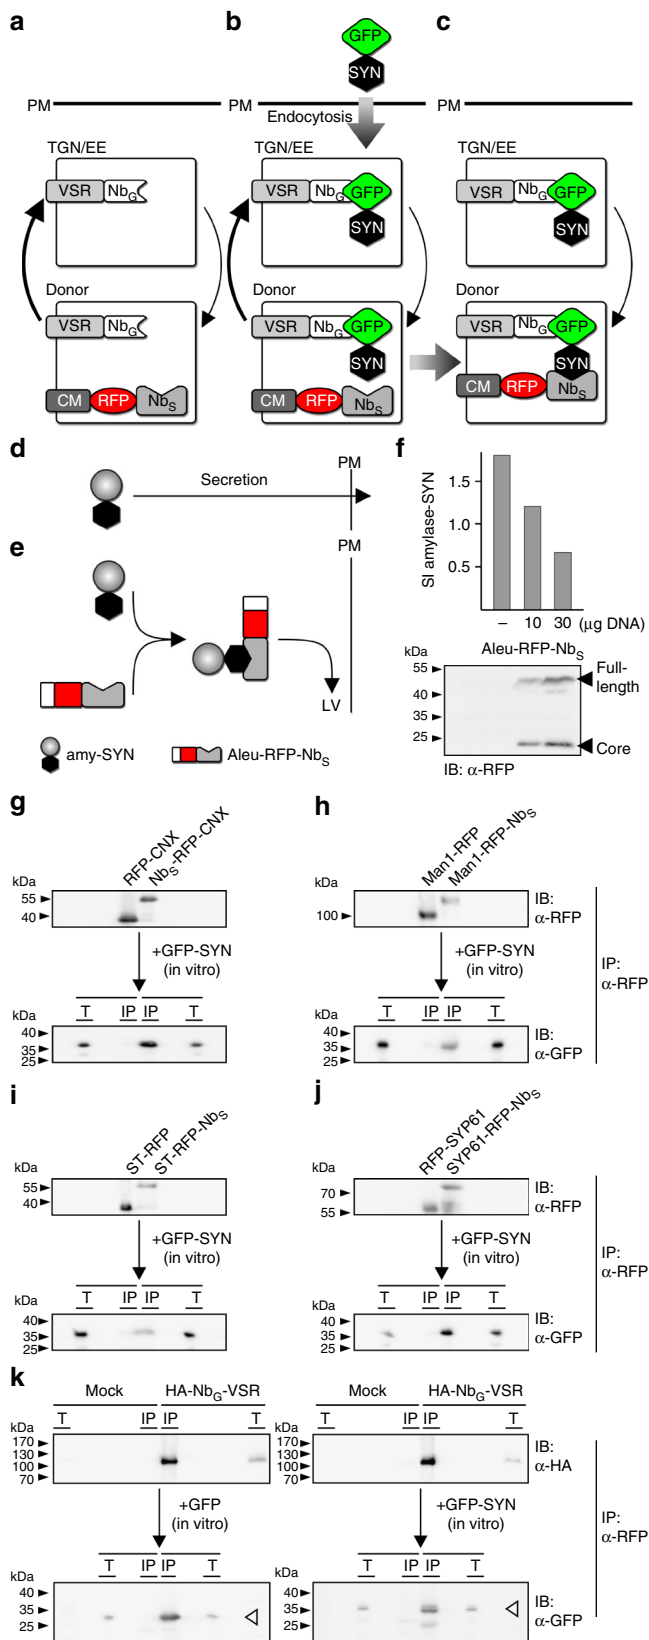 a b c
GFP
SYN
PM PM PM
Endocytosis
TGN/EE TGN/EE TGN/EE
VSR NbG VSR NbG GFP VSR NbG GFP
SYN SYN
Donor Donor Donor
VSR NbG VSR NbG GFP VSR NbG GFP
SYN SYN
CM RFP NbS CM RFP NbS CM RFP NbS
d
PM
Secretion
e
PM
LV
amy-SYN Aleu-RFP-NbS
f
SI amylase-SYN
1.5
1.0
0.5
– 10 30 (μg DNA)
Aleu-RFP-NbS
kDa
55
40
35
25
Full-
length
Core
IB: α-RFP
g
RFP-CNX
NbS-RFP-CNX
kDa
55
40
+GFP-SYN
(in vitro)
T IP IP T
kDa
40
35
25
h
Man1-RFP
Man1-RFP-NbS
kDa
100
IB:
α-RFP
+GFP-SYN
(in vitro)
IP:
α-RFP
T IP IP T
kDa
40
35
25
IB:
α-GFP
i
ST-RFP
ST-RFP-NbS
kDa
55
40
+GFP-SYN
(in vitro)
T IP IP T
kDa
40
35
25
j
RFP-SYP61
SYP61-RFP-NbS
kDa
70
55
IB:
α-RFP
+GFP-SYN
(in vitro)
IP:
α-RFP
T IP IP T
kDa
40
35
25
IB:
α-GFP
k
Mock HA-NbG-VSR
T IP IP T
kDa
170
130
100
70
+GFP
(in vitro)
T IP IP T
kDa
40
35
25
Mock HA-NbG-VSR
T IP IP T
kDa
170
130
100
70
IB:
α-HA
+GFP-SYN
(in vitro)
IP:
α-RFP
T IP IP T
kDa
40
35
25
IB:
α-GFP